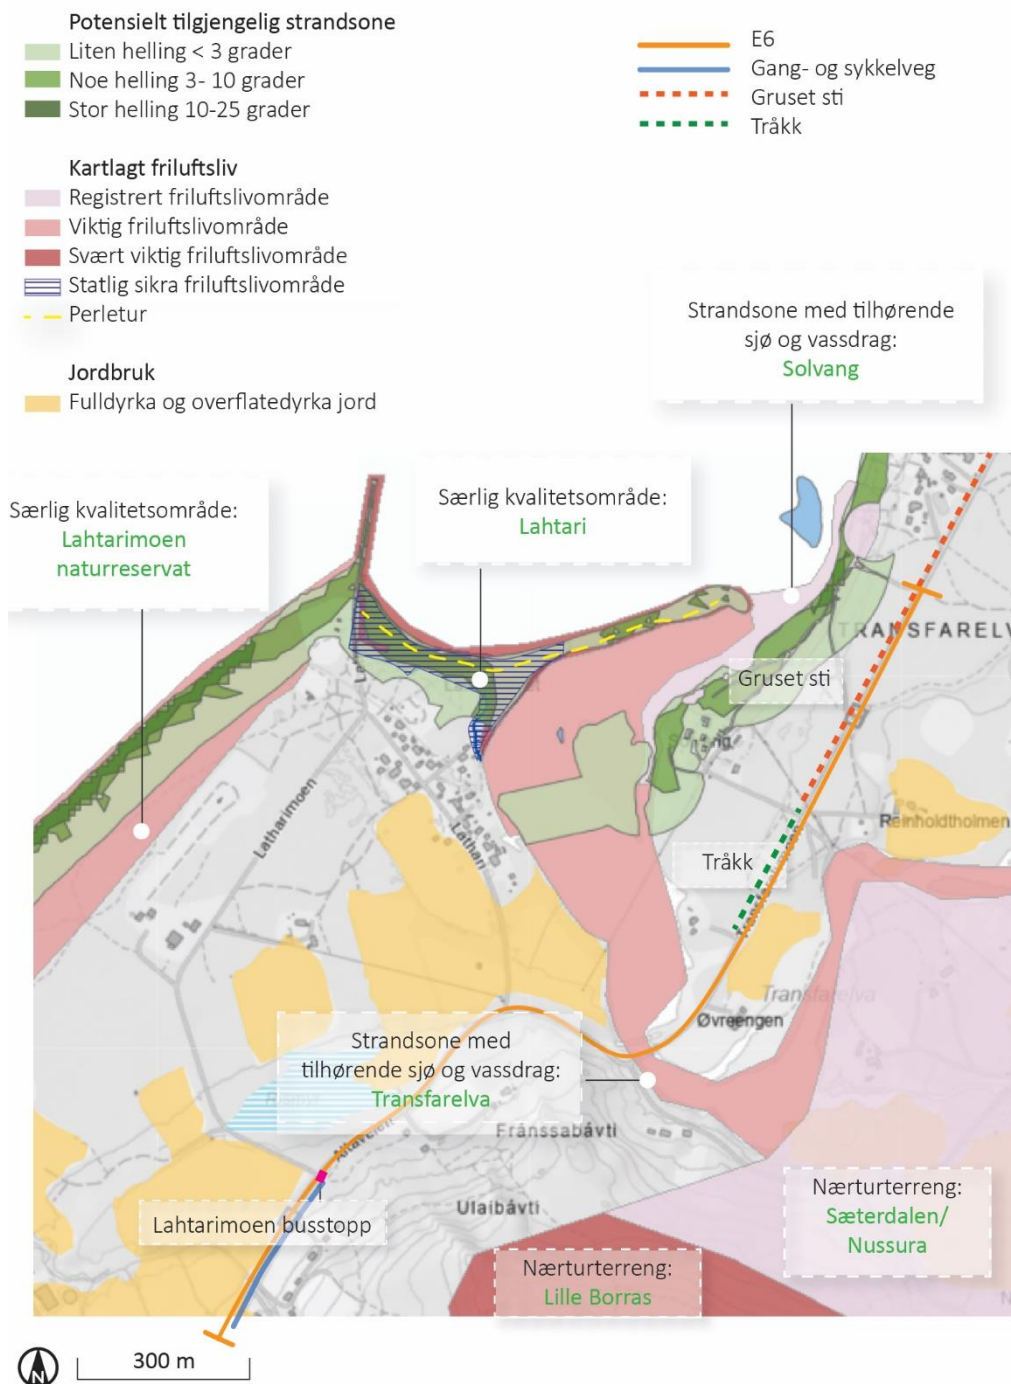 Potensielt tilgjengelig strandsone
Liten helling < 3 grader
Noe helling 3- 10 grader
Stor helling 10-25 grader
Kartlagt friluftsliv
Registrert friluftslivområde
Viktig friluftslivområde
Svært viktig friluftslivområde
Statlig sikra friluftslivområde
Perletur
Jordbruk
Fulldyrka og overflatedyrka jord
E6
Gang- og sykkelveg
Gruset sti
Tråkk
Strandsone med tilhørende
sjø og vassdrag:
Solvang
Særlig kvalitetsområde:
Lahtarimoen
naturreservat
Særlig kvalitetsområde:
Lahtari
TRANSFARELV
Gruset sti
Latharimoen
Lathari
Reinholdtholmen
Tråkk
Transfarelva
Øvreengen
Strandsone med
tilhørende sjø og vassdrag:
Transfarelva
Fránssabávti
Altaveien
Ulaibávti
Lahtarimoen busstopp
Nærturterreng:
Sæterdalen/
Nussura
Nærturterreng:
Lille Borras
N
300 m